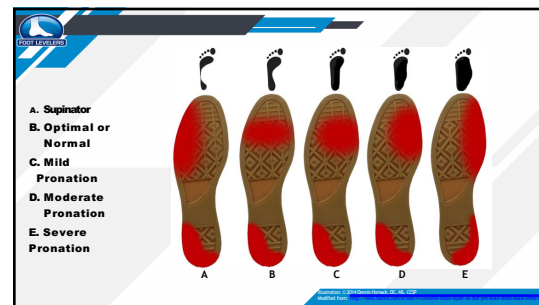 FOOT LEVELERS
A. Supinator
B. Optimal or
Normal
C. Mild
Pronation
D. Moderate
Pronation
E. Severe
Pronation
A B C D E
Illustration: ©2014 Dennis Homack, DC, MS, CCSP
Modified from: